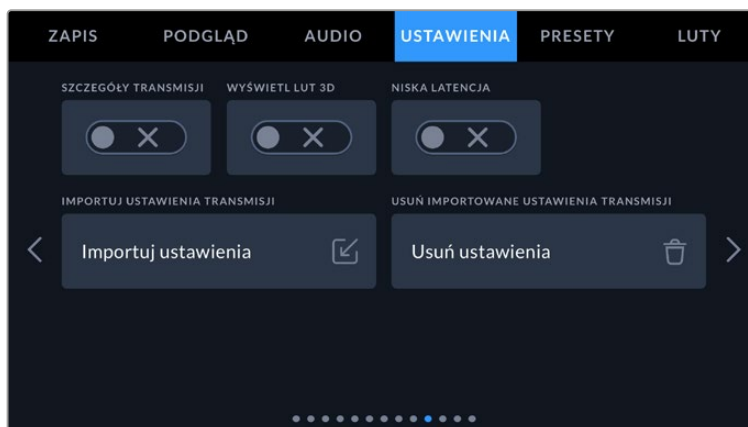 ZAPIS PODGLĄD AUDIO USTAWIENIA PRESETY LUTY
SZCZEGÓŁY TRANSMISJI WYŚWIETL LUT 3D NISKA LATENCJA
IMPORTUJ USTAWIENIA TRANSMISJI USUŃ IMPORTOWANE USTAWIENIA TRANSMISJI
Importuj ustawienia Usuń ustawienia